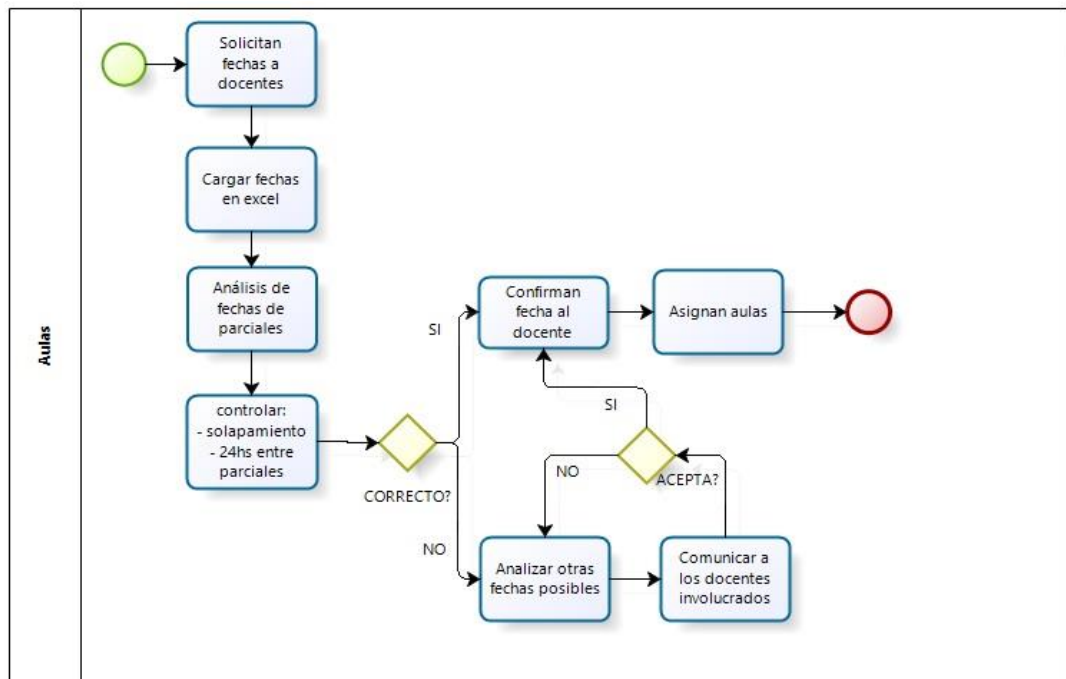 Aulas
Solicitan
fechas a
docentes
Cargar fechas
en excel
Análisis de
fechas de
parciales
controlar:
- solapamiento
- 24hs entre
parciales
CORRECTO?
SI
NO
Confirman
fecha al
docente
Asignan aulas
SI
NO
ACEPTA?
Analizar otras
fechas posibles
Comunicar a
los docentes
involucrados